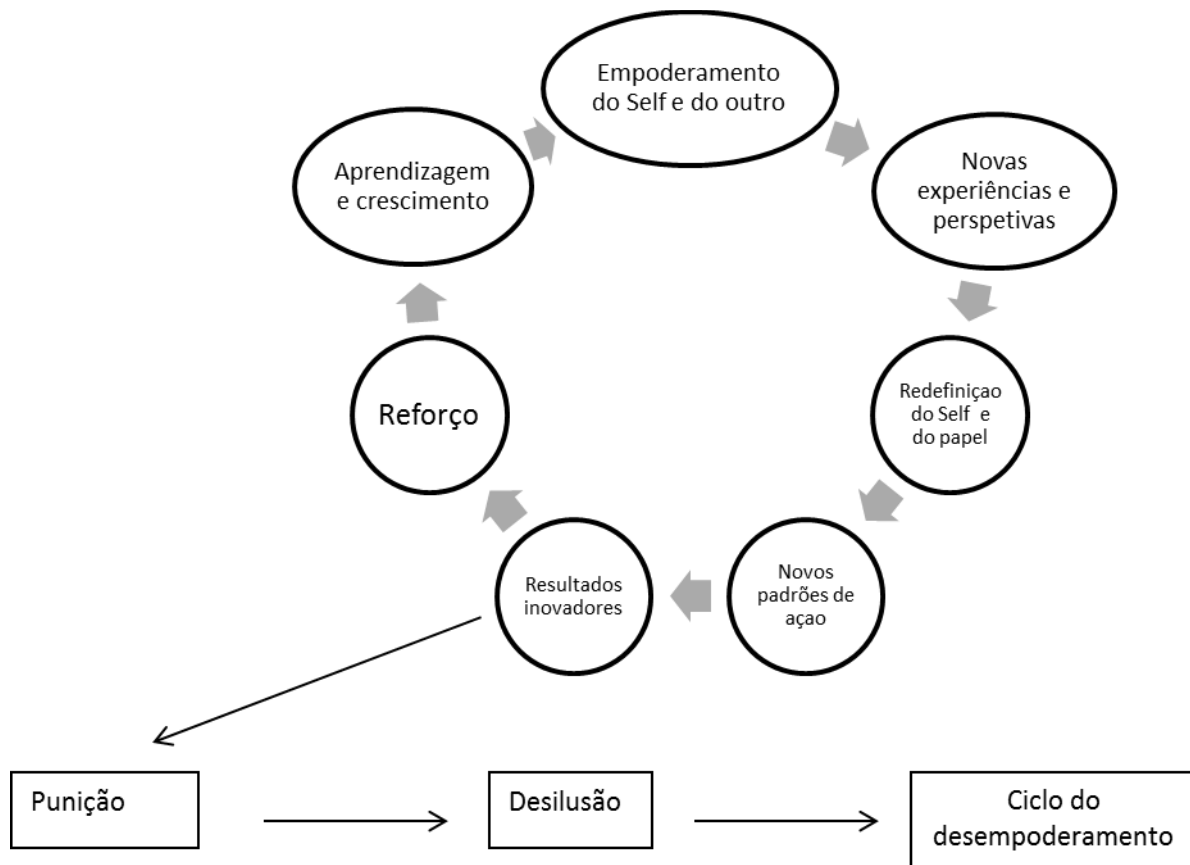 Empoderamento
do Self e do outro
Novas
experiências e
perspetivas
Redefiniçao
do Self e
do papel
Novos
padrões de
açao
Resultados
inovadores
Reforço
Aprendizagem
e crescimento
Punição
Desilusão
Ciclo do
desempoderamento